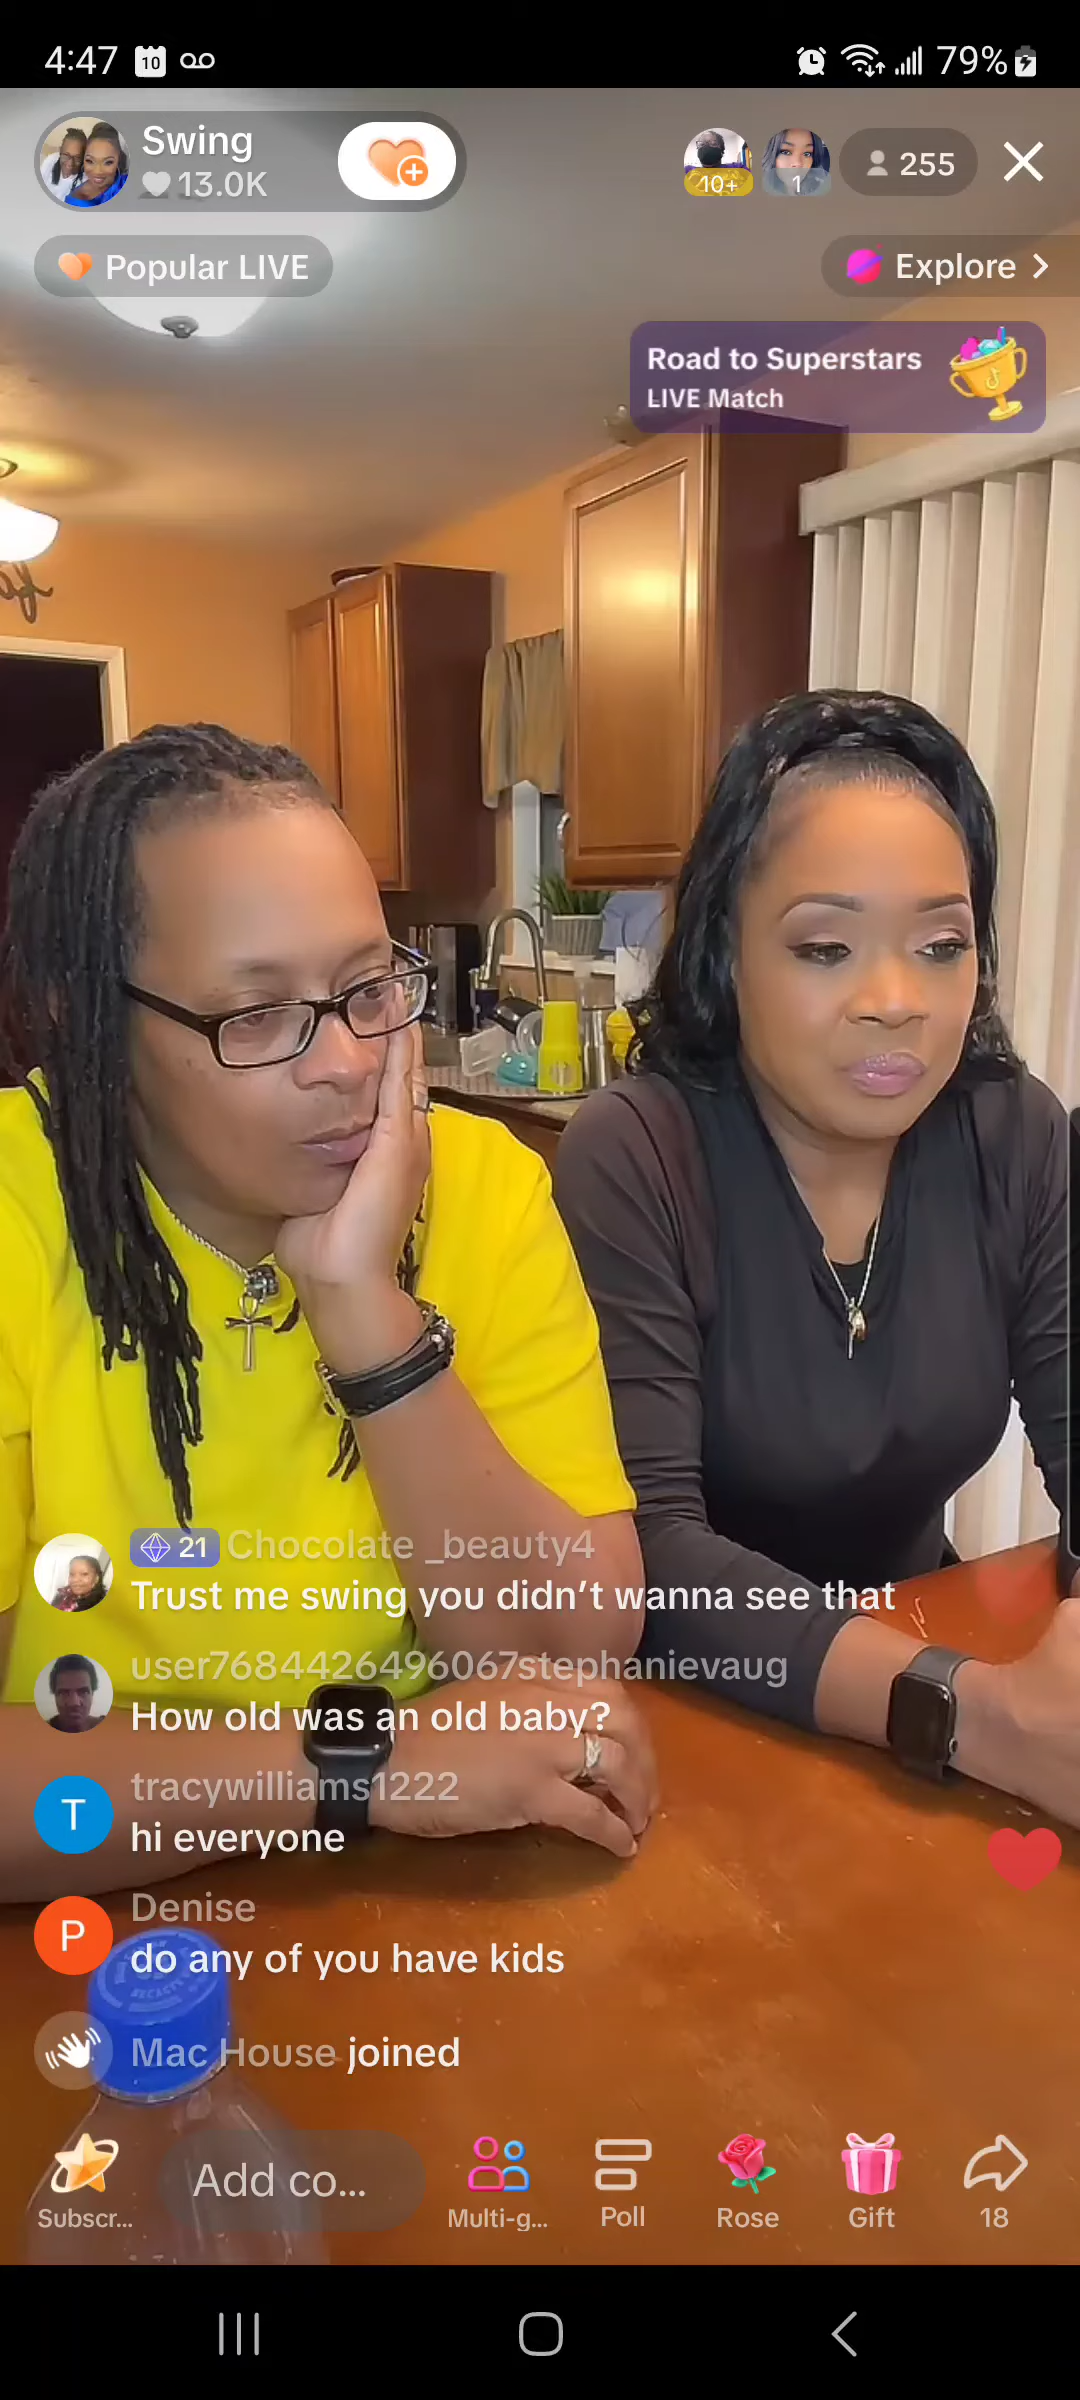 4:47 10 79%
Swing
13.0K
10+ 1 255
Popular LIVE
Explore
Road to Superstars
LIVE Match
21 Chocolate _beauty4
Trust me swing you didn't wanna see that
user7684426496067stephanievaug
How old was an old baby?
T tracywilliams1222
hi everyone
P Denise
do any of you have kids
Mac House joined
Subscr...
Add co...
Multi-g...
Poll
Rose
Gift
18